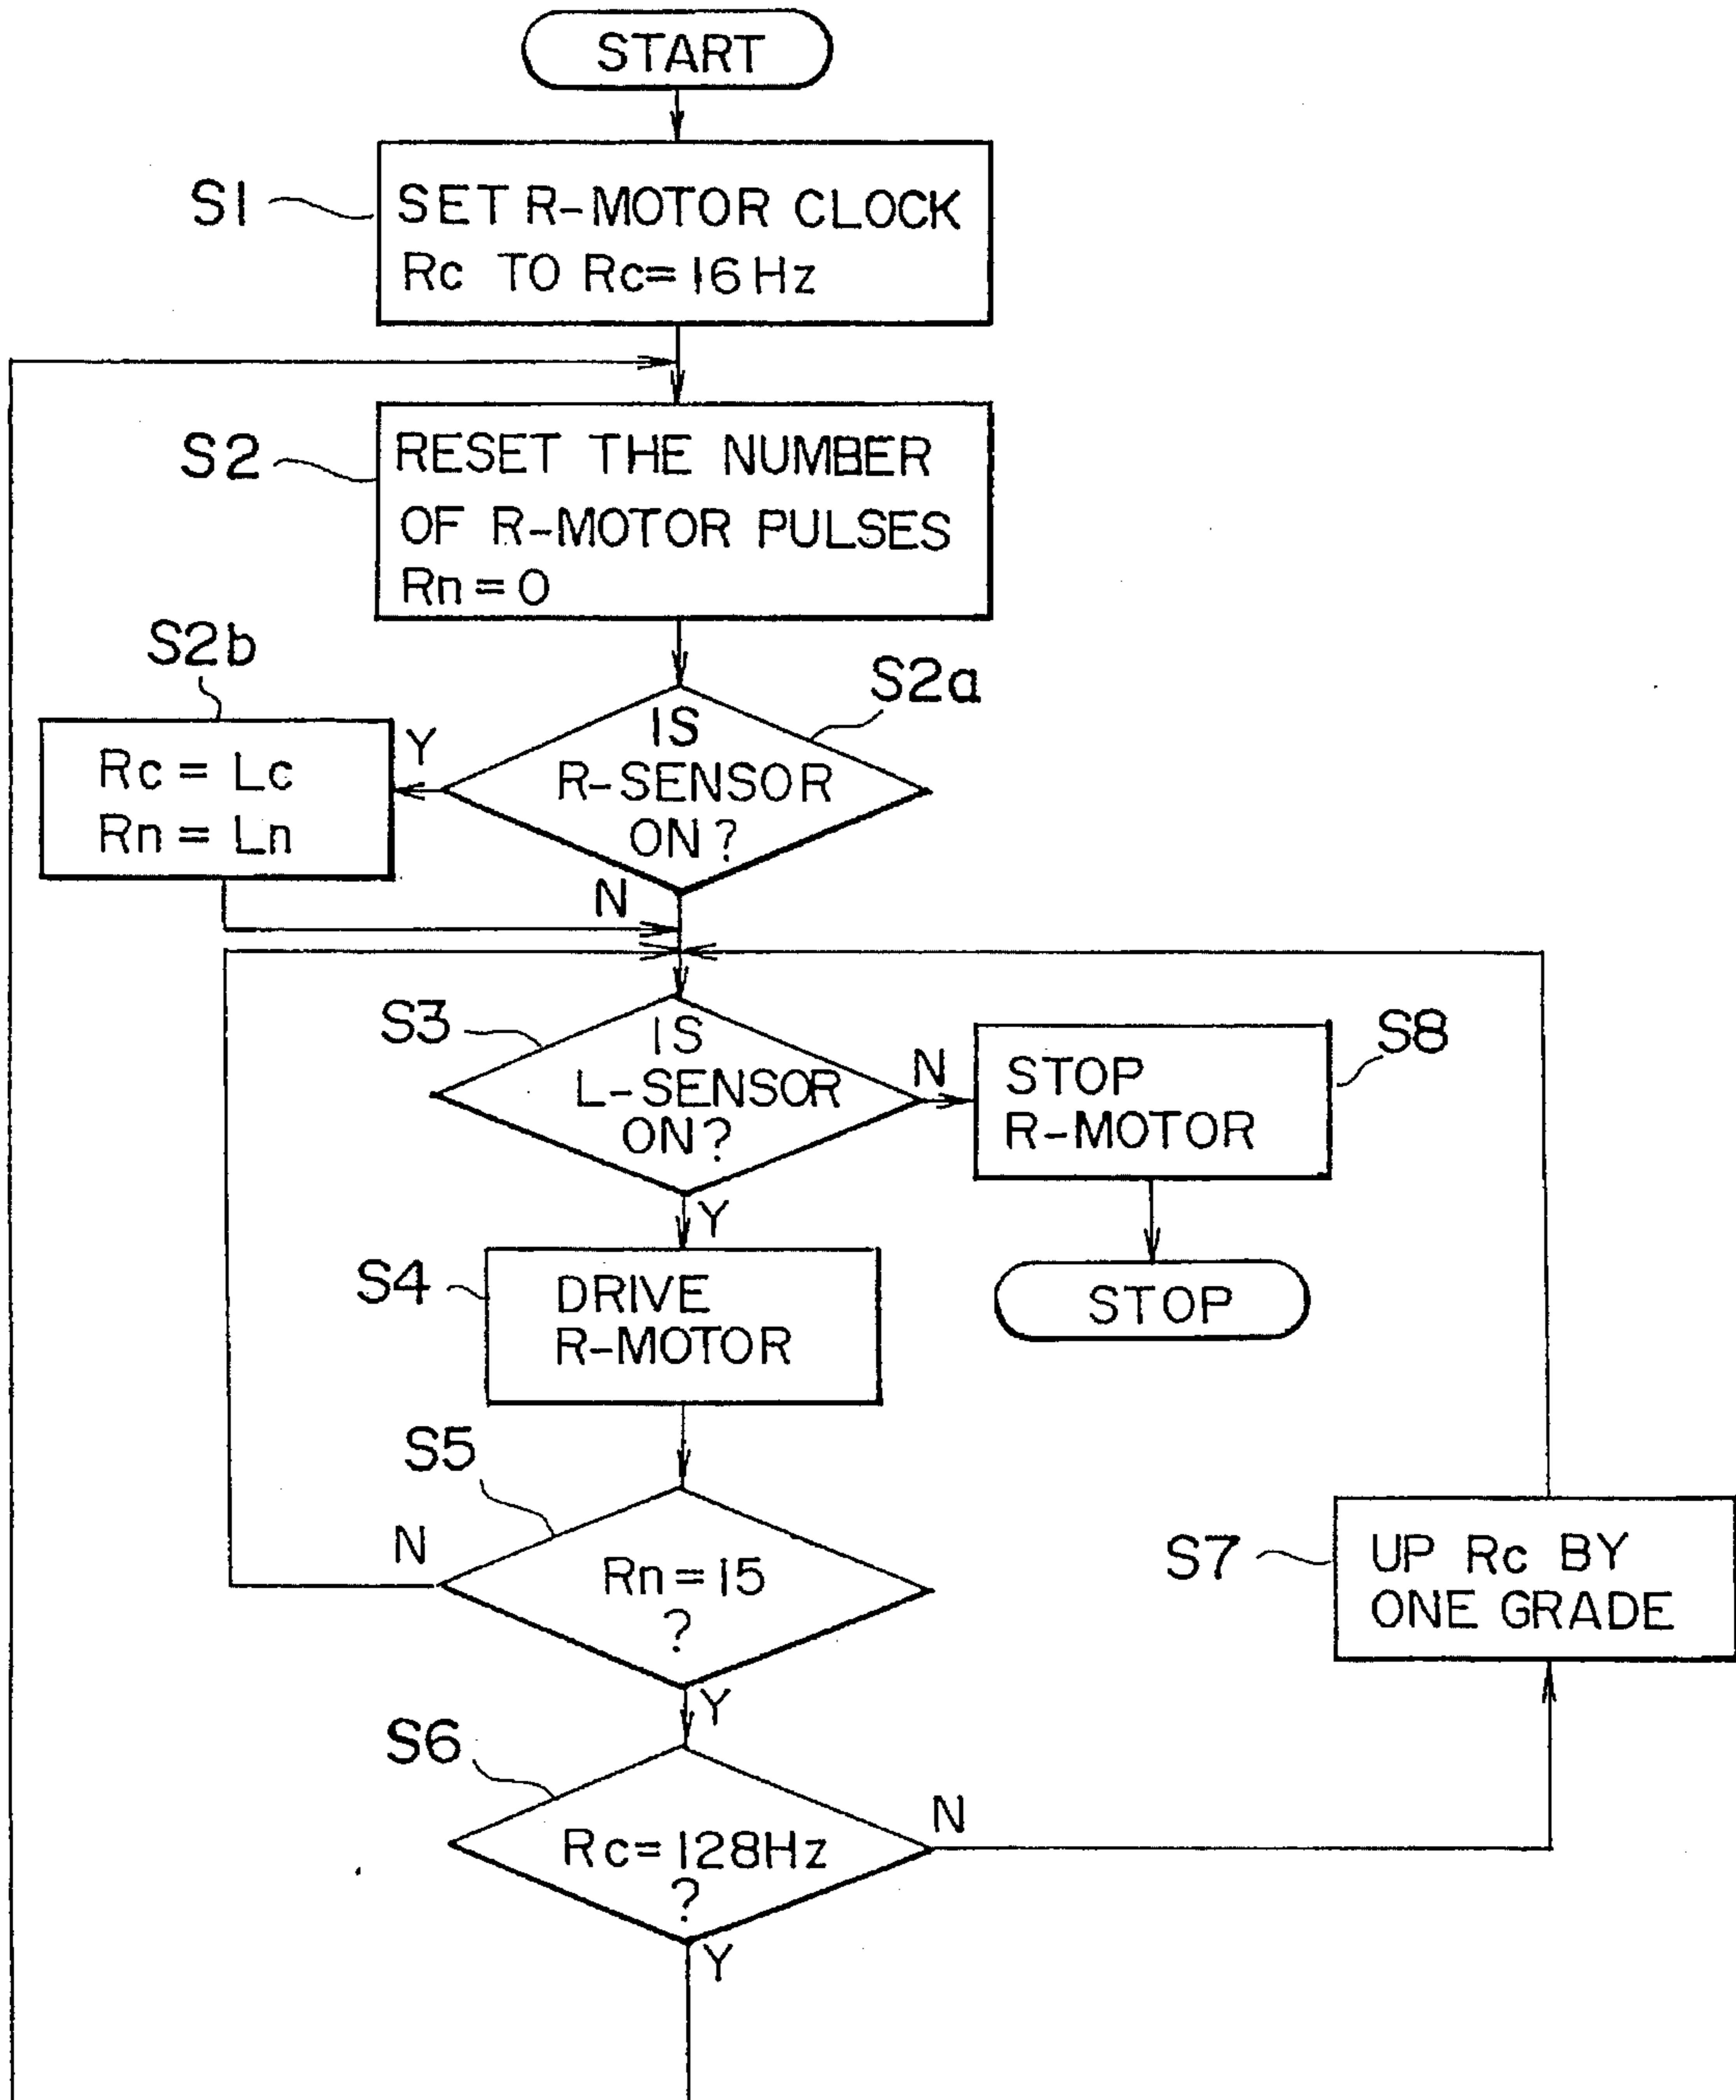 START
S1
SET R-MOTOR CLOCK
Rc TO Rc=16Hz
S2
RESET THE NUMBER
OF R-MOTOR PULSES
Rn=0
S2b
S2a
Rc=Lc
Rn=Ln
Y
IS
R-SENSOR
ON?
N
S3
IS
L-SENSOR
ON?
N
STOP
R-MOTOR
S8
Y
S4
DRIVE
R-MOTOR
STOP
S5
N
Rn=15
?
S7
UP Rc BY
ONE GRADE
Y
S6
Rc=128Hz
?
N
Y